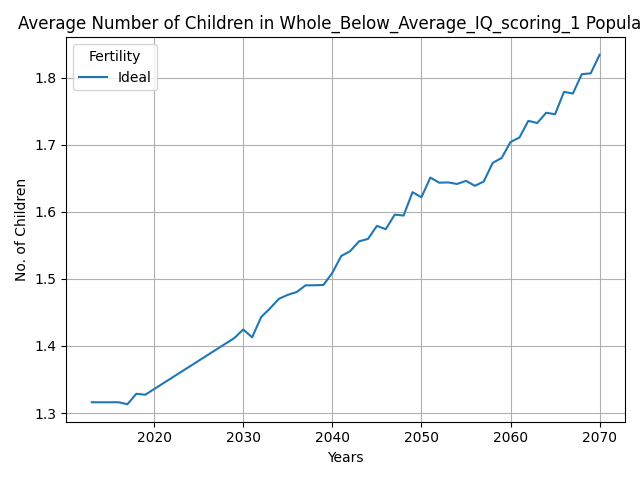 Average Number of Children in Whole_Below_Average_IQ_scoring_1 Popula
Fertility
Ideal
1.8
1.7
1.6
1.5
1.4
1.3
No. of Children
2020 2030 2040 2050 2060 2070
Years